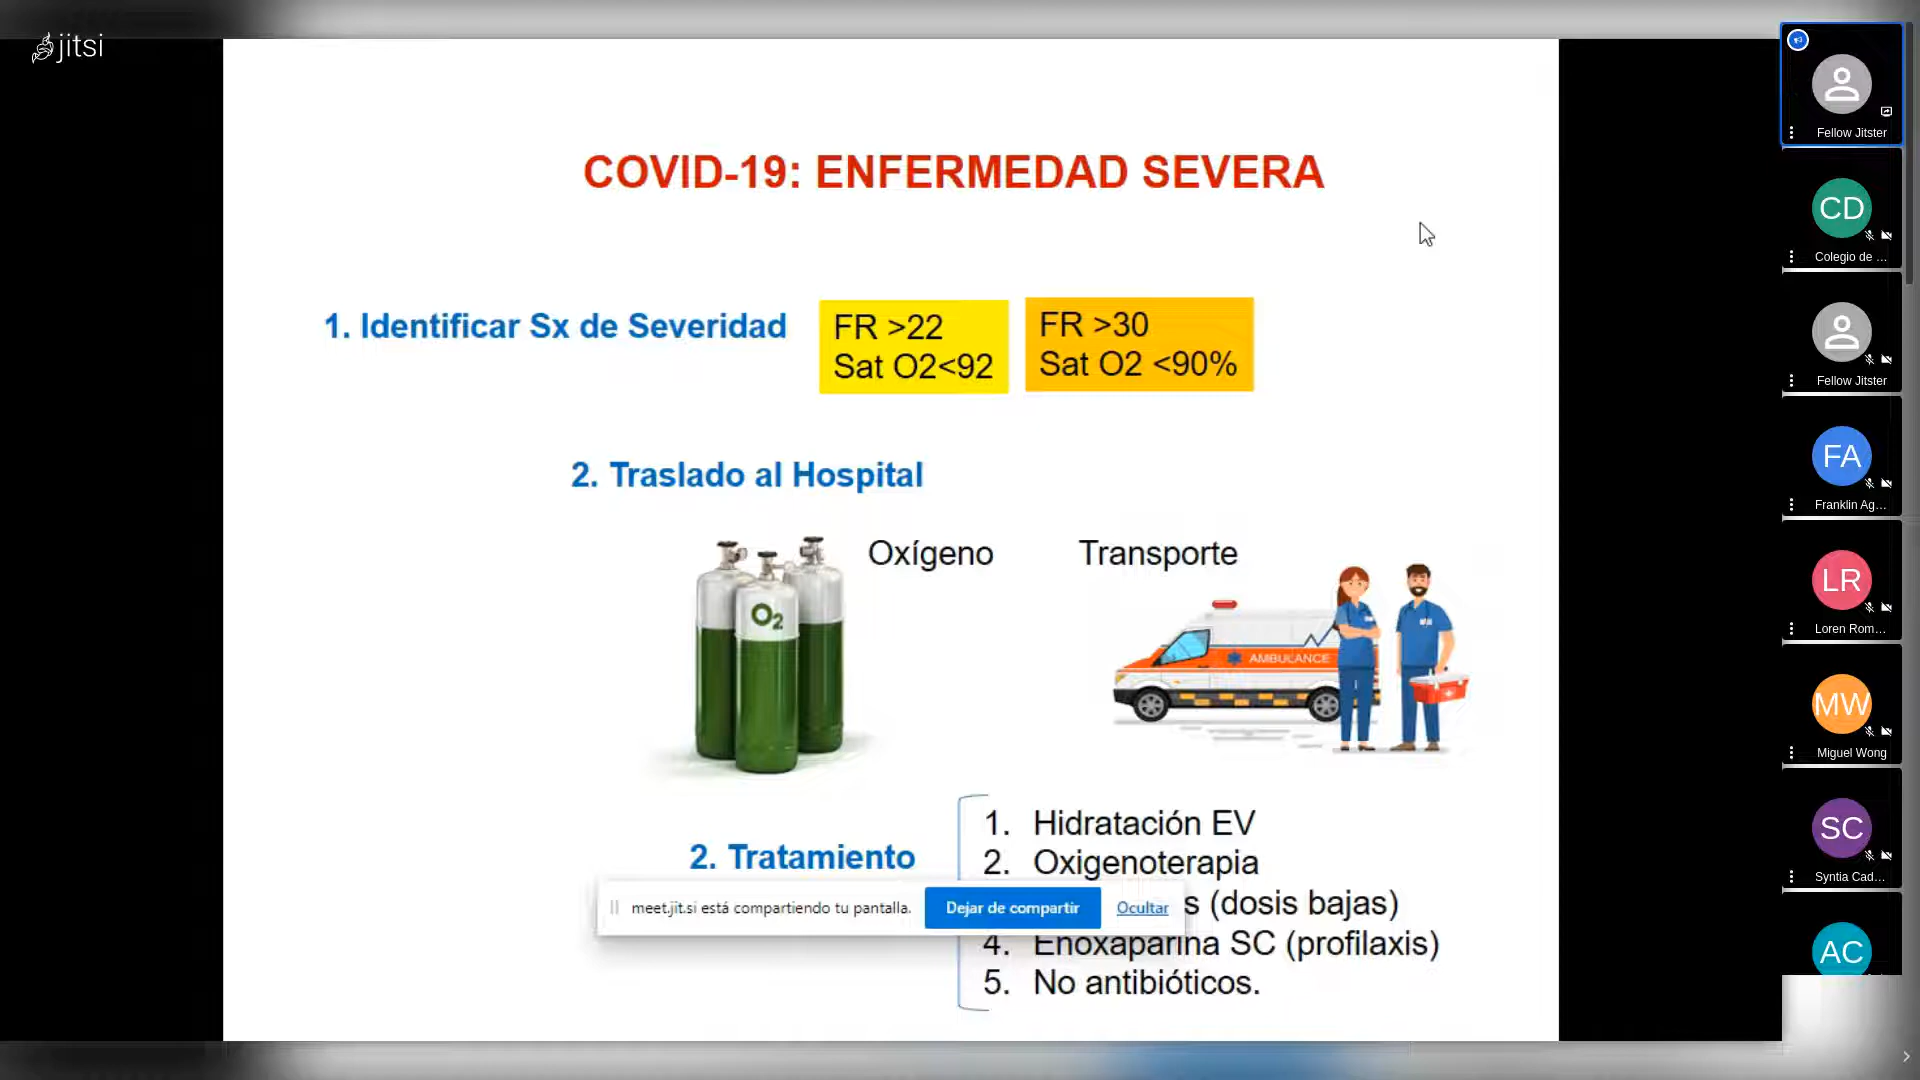 jitsi
COVID-19: ENFERMEDAD SEVERA
1. Identificar Sx de Severidad
FR >22
Sat O2<92
FR >30
Sat O2 <90%
2. Traslado al Hospital
Oxígeno
Transporte
O2
AMBULANCE
2. Tratamiento
1. Hidratación EV
2. Oxigenoterapia
(dosis bajas)
4. Enoxaparina SC (profilaxis)
5. No antibióticos.
meet.jit.si está compartiendo tu pantalla.
Dejar de compartir
Ocultar
Fellow Jitster
CD
Colegio de ...
Fellow Jitster
FA
Franklin Ag...
LR
Loren Rom...
MW
Miguel Wong
SC
Syntia Cad...
AC